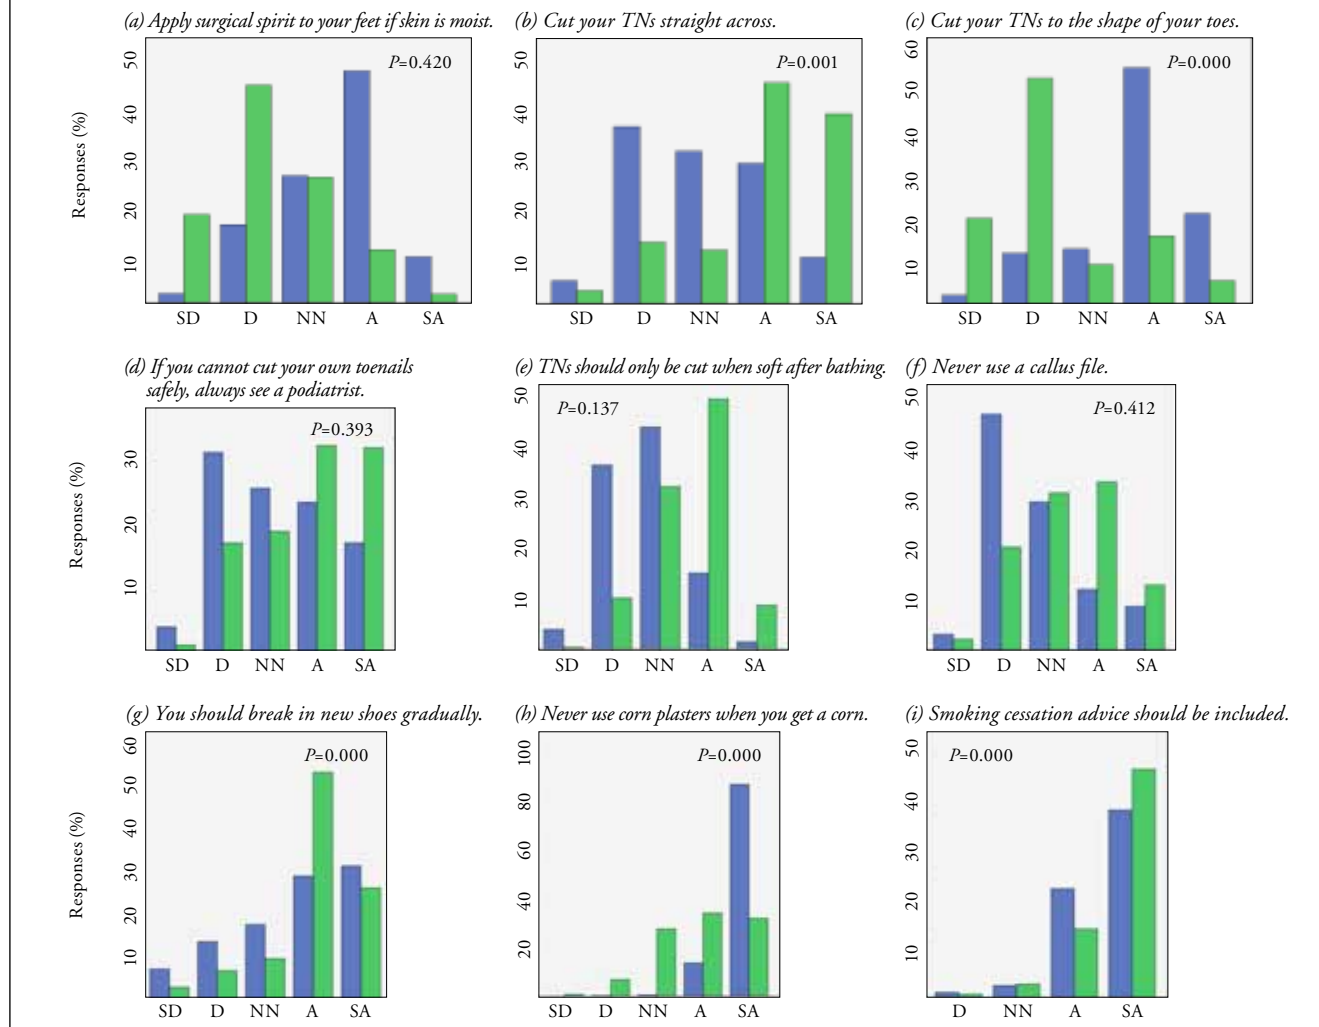 (a) Apply surgical spirit to your feet if skin is moist.
(b) Cut your TNs straight across.
(c) Cut your TNs to the shape of your toes.
Responses (%)
50
40
30
20
10
P=0.420
SD D NN A SA
50
40
30
20
10
P=0.001
SD D NN A SA
60
50
40
30
20
10
P=0.000
SD D NN A SA
(d) If you cannot cut your own toenails
safely, always see a podiatrist.
(e) TNs should only be cut when soft after bathing.
(f) Never use a callus file.
Responses (%)
30
20
10
P=0.393
SD D NN A SA
50
40
30
20
10
P=0.137
SD D NN A SA
50
40
30
20
10
P=0.412
SD D NN A SA
(g) You should break in new shoes gradually.
(h) Never use corn plasters when you get a corn.
(i) Smoking cessation advice should be included.
Responses (%)
60
50
40
30
20
10
P=0.000
SD D NN A SA
100
80
60
40
20
P=0.000
SD D NN A SA
50
40
30
20
10
P=0.000
D NN A SA